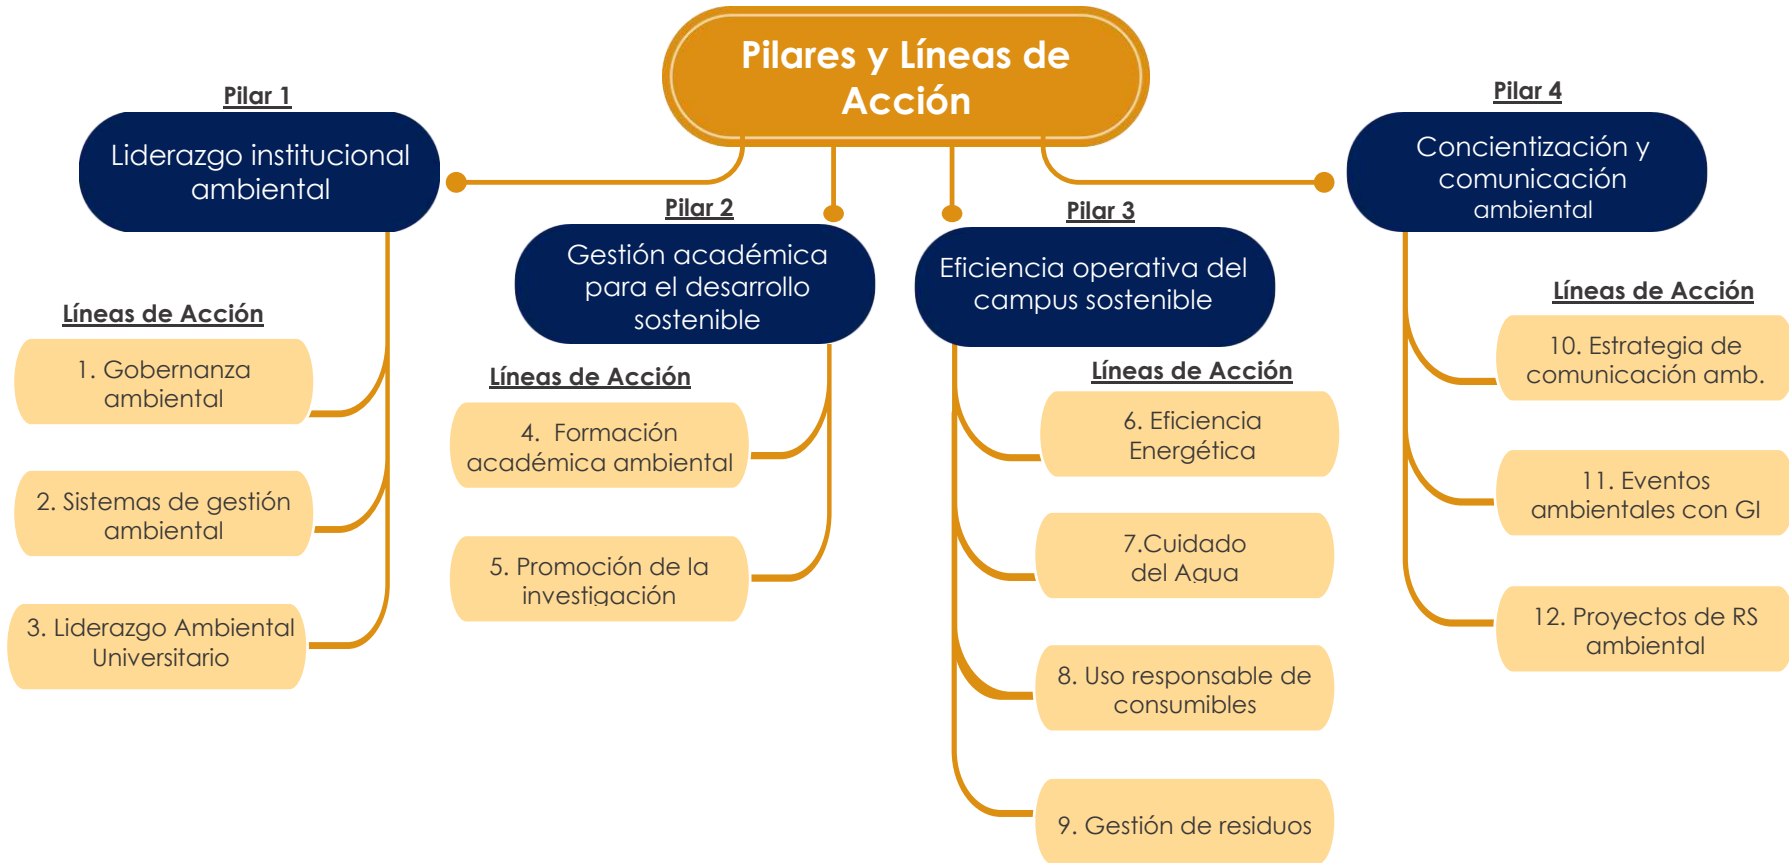 Pilares y Líneas de
Acción
Pilar 1
Liderazgo institucional
ambiental
Líneas de Acción
1. Gobernanza
ambiental
2. Sistemas de gestión
ambiental
3. Liderazgo Ambiental
Universitario
Pilar 2
Gestión académica
para el desarrollo
sostenible
Líneas de Acción
4. Formación
académica ambiental
5. Promoción de la
investigación
Pilar 3
Eficiencia operativa del
campus sostenible
Líneas de Acción
6. Eficiencia
Energética
7.Cuidado
del Agua
8. Uso responsable de
consumibles
9. Gestión de residuos
Pilar 4
Concientización y
comunicación
ambiental
Líneas de Acción
10. Estrategia de
comunicación amb.
11. Eventos
ambientales con GI
12. Proyectos de RS
ambiental